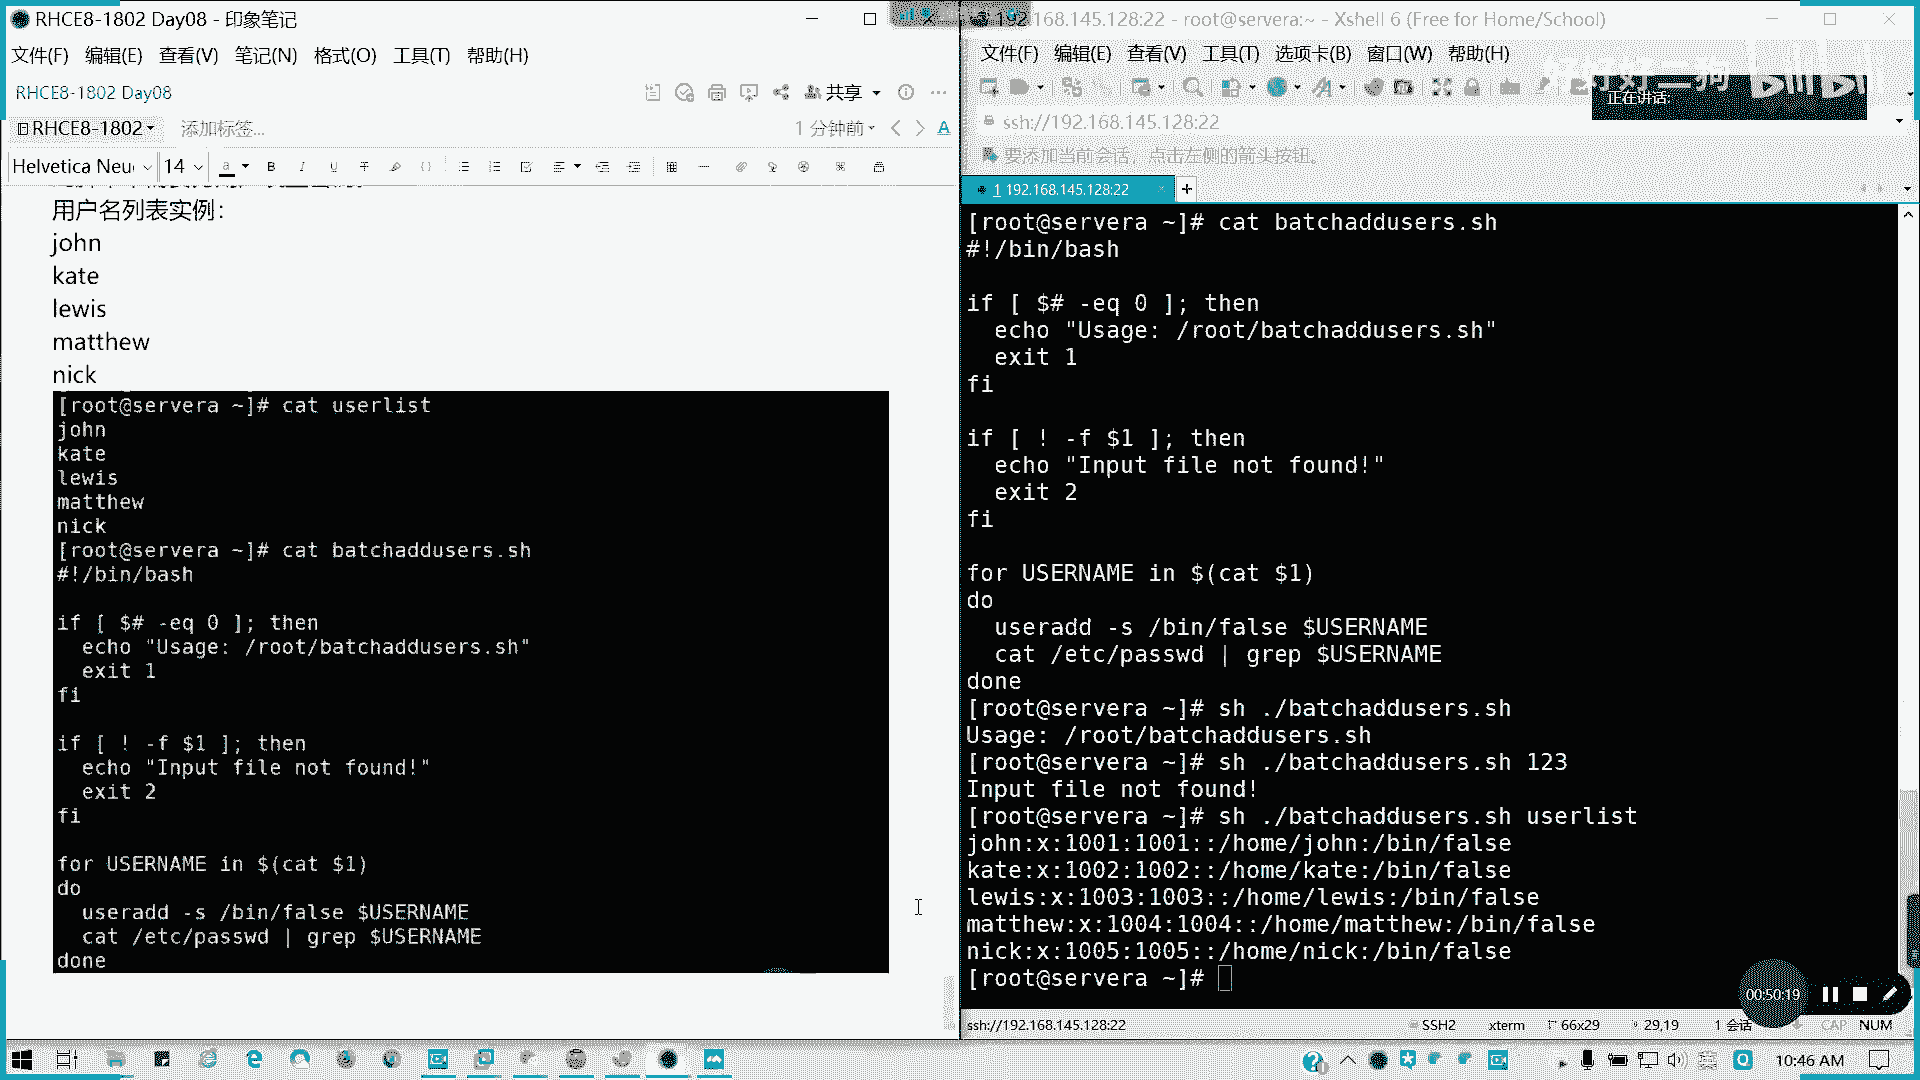 RHCE8-1802 Day08 - 印象笔记
文件(F) 编辑(E) 查看(V) 笔记(N) 格式(O) 工具(T) 帮助(H)
RHCE8-1802 Day08
共享
RHCE8-1802
添加标签...
1 分钟前
Helvetica Neu
14
用户名列表实例：
john
kate
lewis
matthew
nick
[root@servera ~]# cat userlist
john
kate
lewis
matthew
nick
[root@servera ~]# cat batchaddusers.sh
#!/bin/bash
if [ $# -eq 0 ]; then
echo "Usage: /root/batchaddusers.sh"
exit 1
fi
if [ ! -f $1 ]; then
echo "Input file not found!"
exit 2
fi
for USERNAME in $(cat $1)
do
useradd -s /bin/false $USERNAME
cat /etc/passwd | grep $USERNAME
done
192.168.145.128:22 - root@servera:~ - Xshell 6 (Free for Home/School)
文件(F) 编辑(E) 查看(V) 工具(T) 选项卡(B) 窗口(W) 帮助(H)
正在讲话:
ssh://192.168.145.128:22
要添加当前会话，点击左侧的箭头按钮。
1 192.168.145.128:22
[root@servera ~]# cat batchaddusers.sh
#!/bin/bash
if [ $# -eq 0 ]; then
echo "Usage: /root/batchaddusers.sh"
exit 1
fi
if [ ! -f $1 ]; then
echo "Input file not found!"
exit 2
fi
for USERNAME in $(cat $1)
do
useradd -s /bin/false $USERNAME
cat /etc/passwd | grep $USERNAME
done
[root@servera ~]# sh ./batchaddusers.sh
Usage: /root/batchaddusers.sh
[root@servera ~]# sh ./batchaddusers.sh 123
Input file not found!
[root@servera ~]# sh ./batchaddusers.sh userlist
john:x:1001:1001::/home/john:/bin/false
kate:x:1002:1002::/home/kate:/bin/false
lewis:x:1003:1003::/home/lewis:/bin/false
matthew:x:1004:1004::/home/matthew:/bin/false
nick:x:1005:1005::/home/nick:/bin/false
[root@servera ~]#
00:50:19
ssh://192.168.145.128:22
SSH2
xterm
66x29
29,19
1 会话
CAP
NUM
10:46 AM